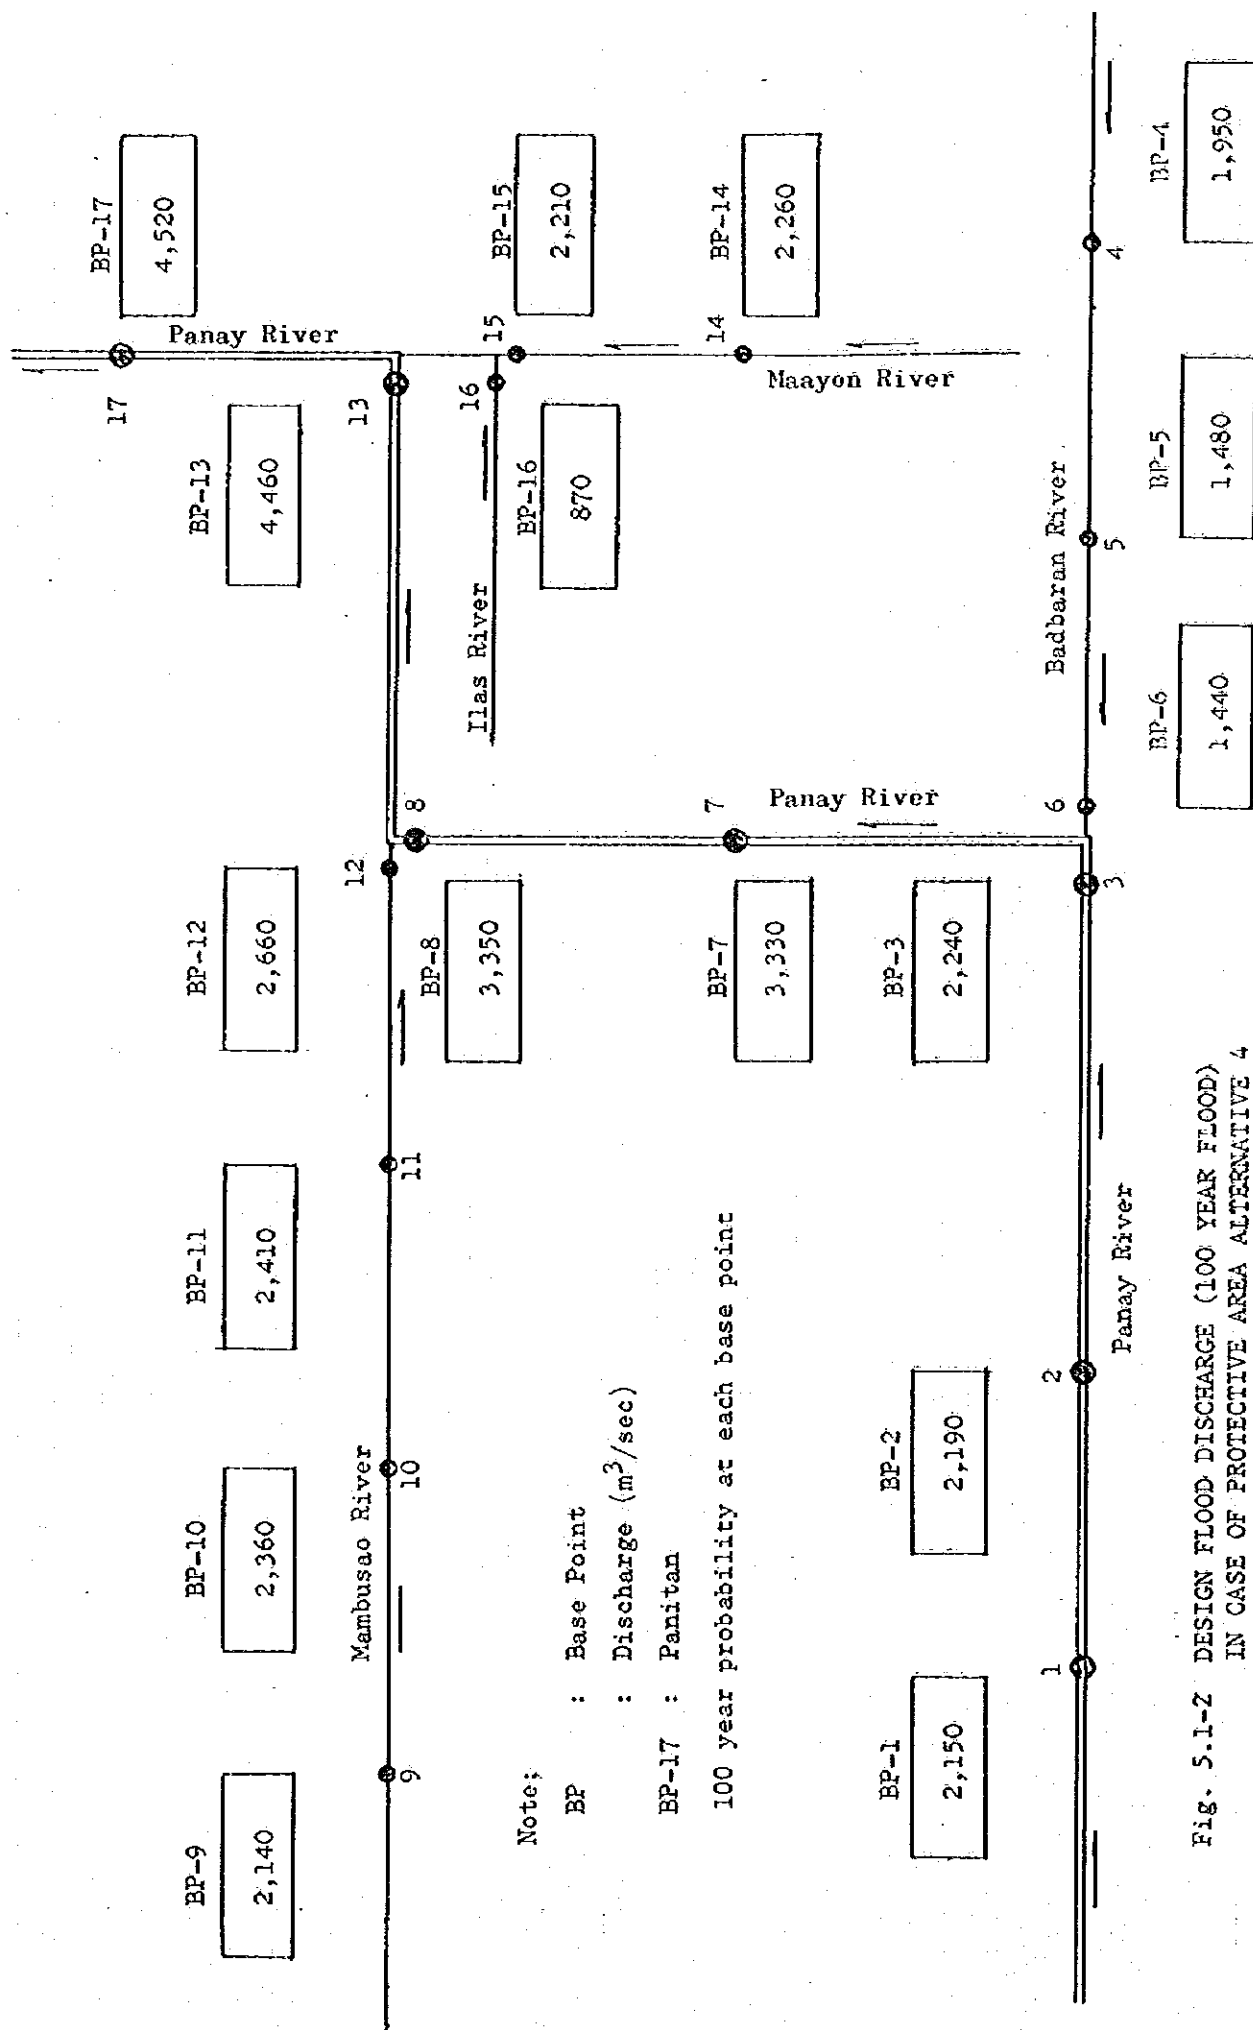 BP-9
2,140
BP-10
2,360
BP-11
2,410
BP-12
2,660
BP-13
4,460
BP-17
4,520
17
Panay River
Mambusao River
9
10
11
12
8
13
BP-8
3,350
Ilas River
16
15
BP-16
870
BP-15
2,210
Note;
BP : Base Point
: Discharge (m³/sec)
BP-17 : Panitan
100 year probability at each base point
BP-7
3,330
7
Panay River
14
Maayon River
BP-14
2,260
BP-1
2,150
BP-2
2,190
BP-3
2,240
1
2
3
6
Badbaran River
5
4
Panay River
BP-6
1,440
BP-5
1,480
BP-4
1,950
Fig. 5.1-2 DESIGN FLOOD DISCHARGE (100 YEAR FLOOD)
IN CASE OF PROTECTIVE AREA ALTERNATIVE 4